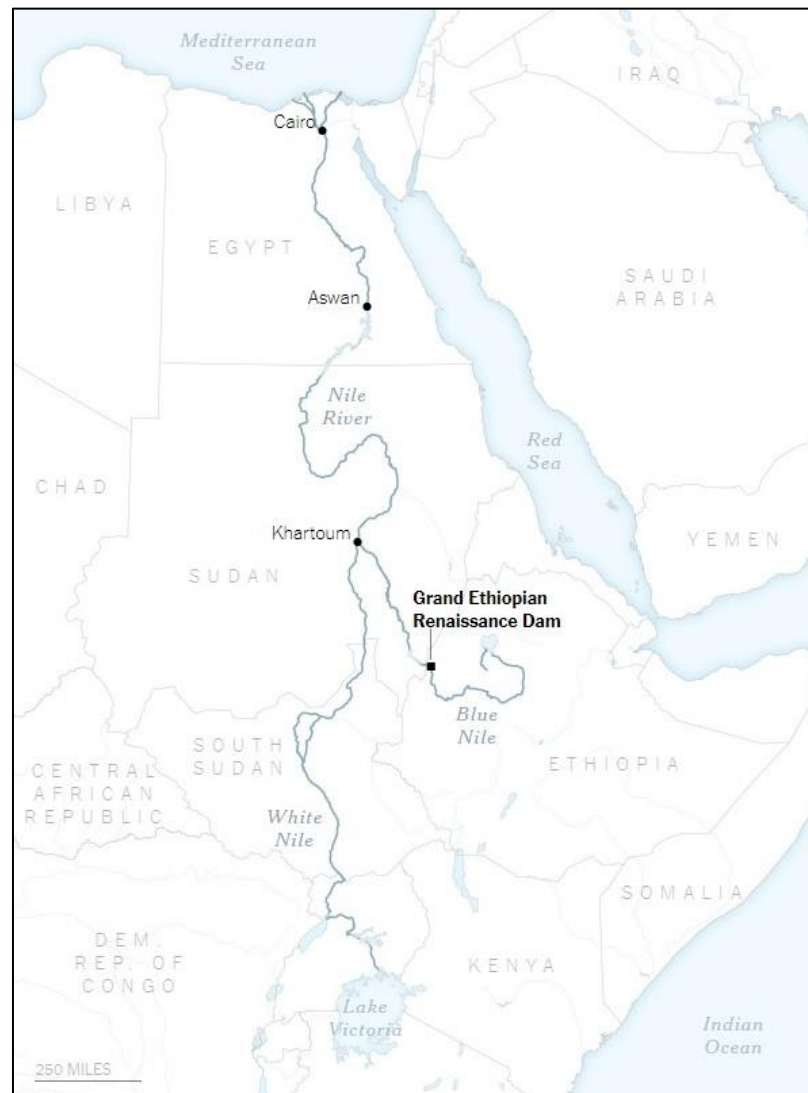 Mediterranean
Sea
IRAQ
Cairo
LIBYA
EGYPT
SAUDI
ARABIA
Aswan
Nile
River
Red
Sea
CHAD
Khartoum
YEMEN
SUDAN
Grand Ethiopian
Renaissance Dam
Blue
Nile
SOUTH
SUDAN
ETHIOPIA
CENTRAL
AFRICAN
REPUBLIC
White
Nile
SOMALIA
DEM.
REP. OF
CONGO
KENYA
Lake
Victoria
Indian
Ocean
250 MILES